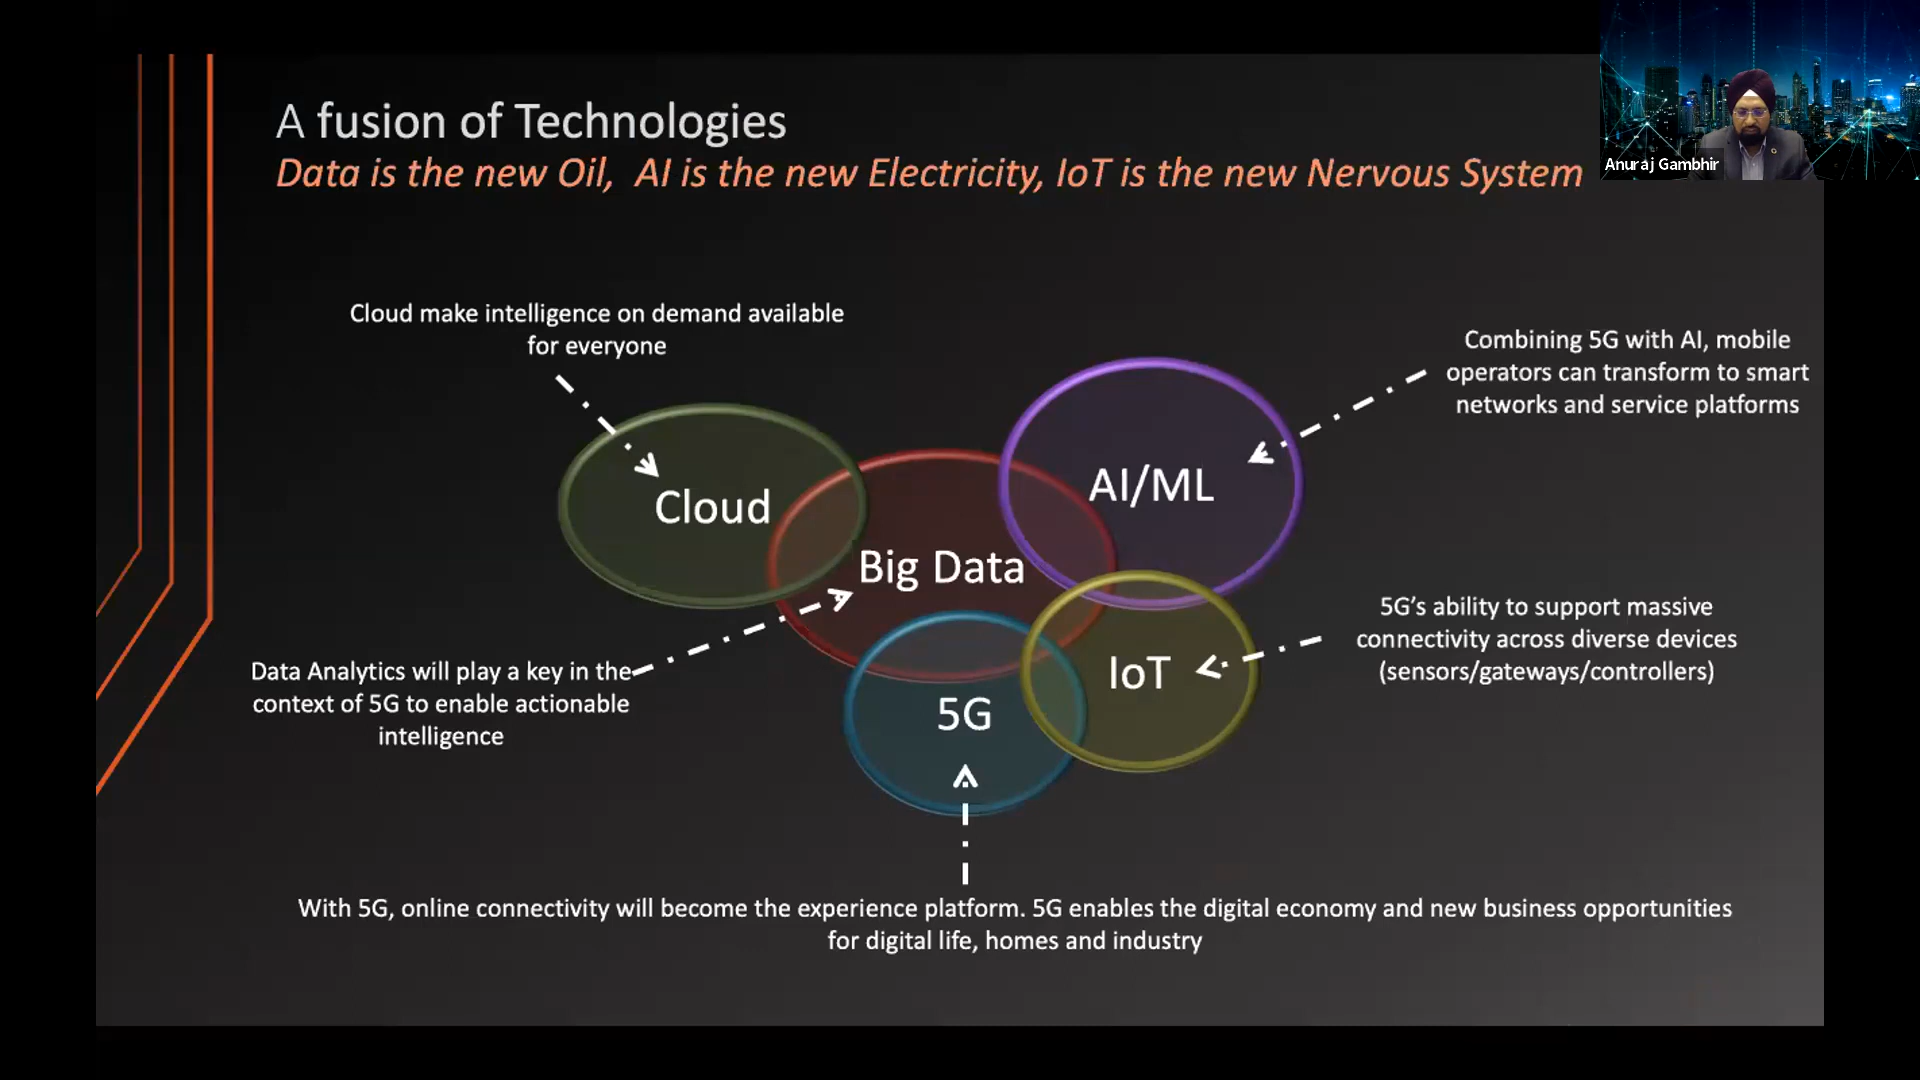 A fusion of Technologies
Data is the new Oil, AI is the new Electricity, IoT is the new Nervous System
Anuraj Gambhir
Cloud make intelligence on demand available
for everyone
Combining 5G with AI, mobile
operators can transform to smart
networks and service platforms
Cloud
AI/ML
Big Data
IoT
5G
5G’s ability to support massive
connectivity across diverse devices
(sensors/gateways/controllers)
Data Analytics will play a key in the
context of 5G to enable actionable
intelligence
With 5G, online connectivity will become the experience platform. 5G enables the digital economy and new business opportunities
for digital life, homes and industry